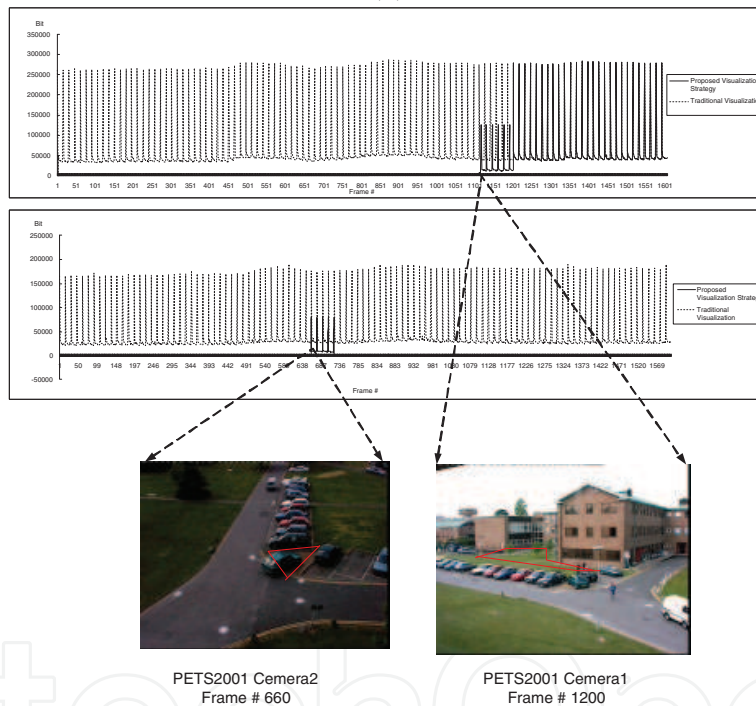 Bit
350000
300000
250000
200000
150000
100000
50000
0
1 51 101 151 201 251 301 351 401 451 501 551 601 651 701 751 801 851 901 951 1001 1051 1101 1151 1201 1251 1301 1351 1401 1451 1501 1551 1601
Frame #
Proposed Visualization
Strategy
Traditional Visualization
Bit
250000
200000
150000
100000
50000
0
-50000
1 50 99 148 197 246 295 344 393 442 491 540 589 638 687 736 785 834 883 932 981 1030 1079 1128 1177 1226 1275 1324 1373 1422 1471 1520 1569
Frame #
Proposed
Visualization Strategy
Traditional
Visualization
PETS2001 Cemera2
Frame # 660
PETS2001 Cemera1
Frame # 1200